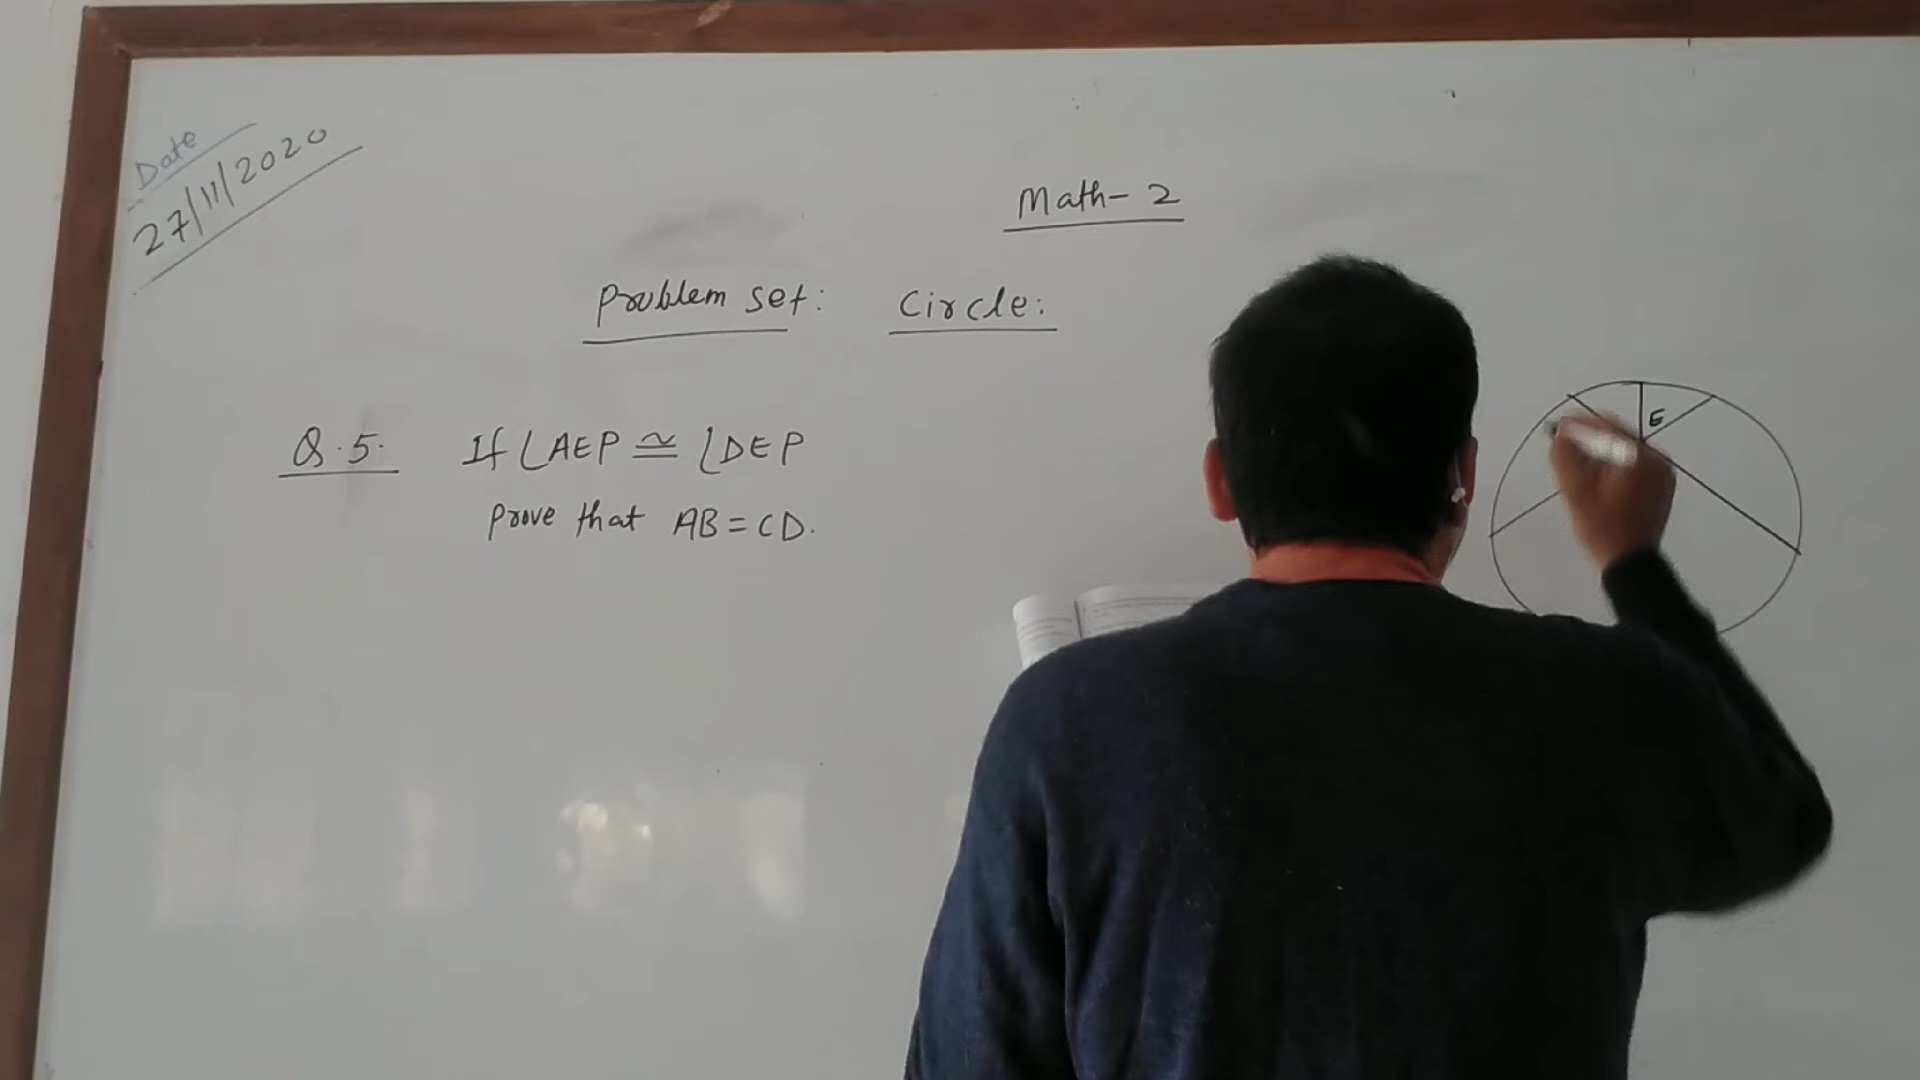 Date
27/11/2020
Math- 2
Problem set: Circle:
Q.5. If ∠AEP ≅ ∠DEP
Prove that AB = CD.
E